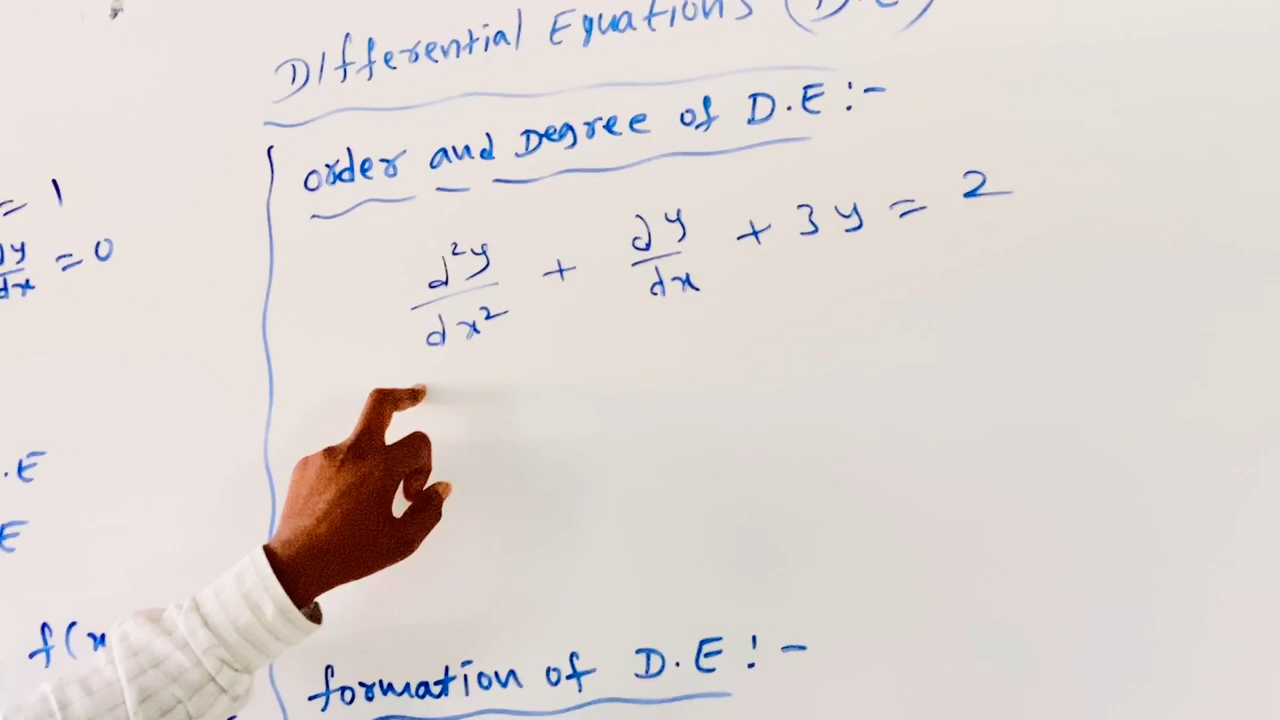 Differential Equations (D.E)
order and Degree of D.E :-
= 1
dy/dx = 0
d²y/dx² + dy/dx + 3y = 2
.E
E
f(x
formation of D.E :-